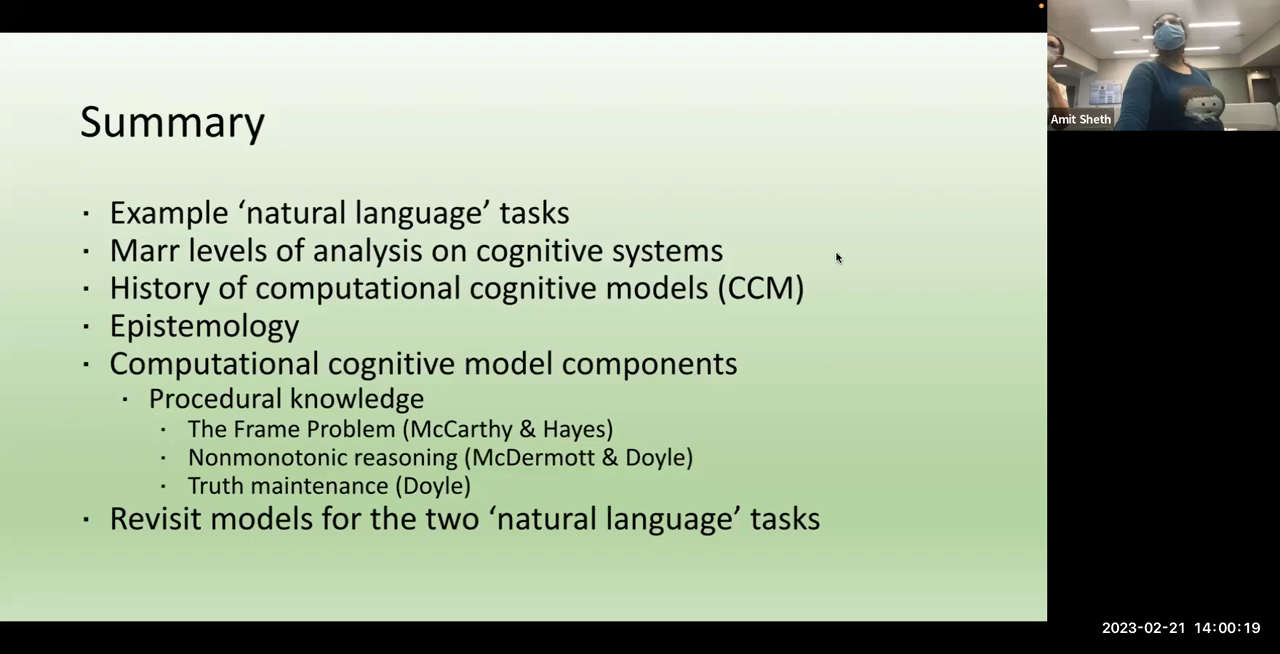 Summary
· Example ‘natural language’ tasks
· Marr levels of analysis on cognitive systems
· History of computational cognitive models (CCM)
· Epistemology
· Computational cognitive model components
· Procedural knowledge
· The Frame Problem (McCarthy & Hayes)
· Nonmonotonic reasoning (McDermott & Doyle)
· Truth maintenance (Doyle)
· Revisit models for the two ‘natural language’ tasks
Amit Sheth
2023-02-21 14:00:19